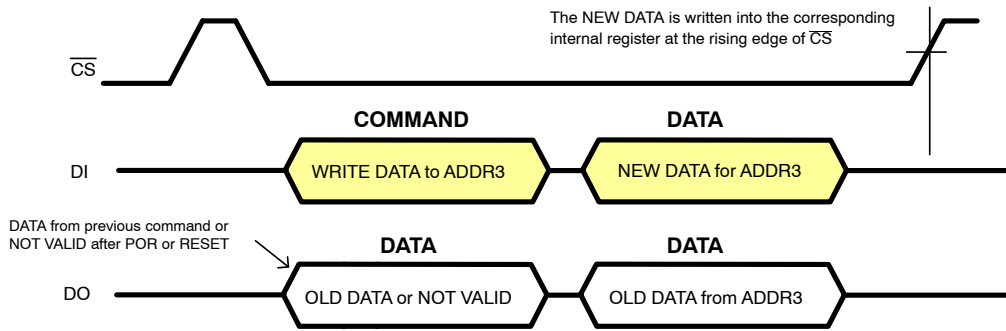 The NEW DATA is written into the corresponding
internal register at the rising edge of C̅S̅
C̅S̅
COMMAND
DATA
DI
WRITE DATA to ADDR3
NEW DATA for ADDR3
DATA from previous command or
NOT VALID after POR or RESET
DATA
DATA
DO
OLD DATA or NOT VALID
OLD DATA from ADDR3